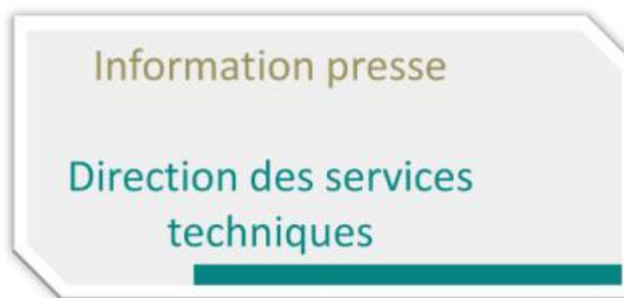 Information presse
Direction des services
techniques